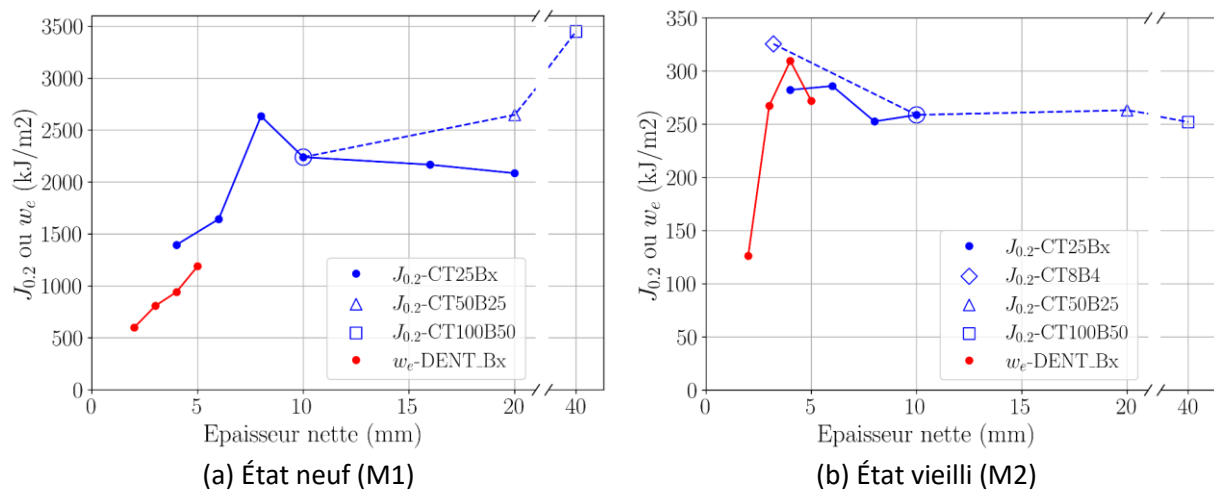 3500
3000
2500
2000
1500
1000
500
0
J0.2 ou we (kJ/m2)
0
5
10
15
20
40
Epaisseur nette (mm)
J0.2-CT25Bx
J0.2-CT50B25
J0.2-CT100B50
we-DENT_Bx
(a) État neuf (M1)
350
300
250
200
150
100
50
0
J0.2 ou we (kJ/m2)
0
5
10
15
20
40
Epaisseur nette (mm)
J0.2-CT25Bx
J0.2-CT8B4
J0.2-CT50B25
J0.2-CT100B50
we-DENT_Bx
(b) État vieilli (M2)